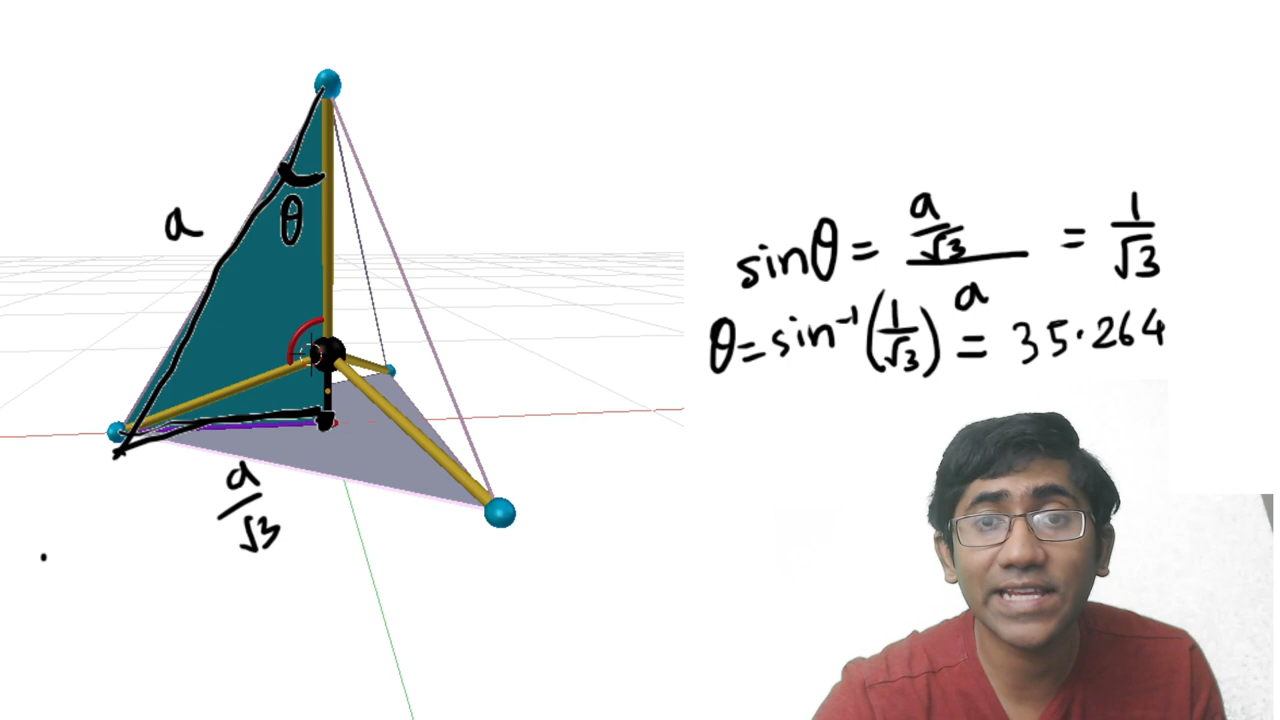 a
θ
a/√3
sinθ = (a/√3)/a = 1/√3
θ = sin⁻¹(1/√3) = 35.264